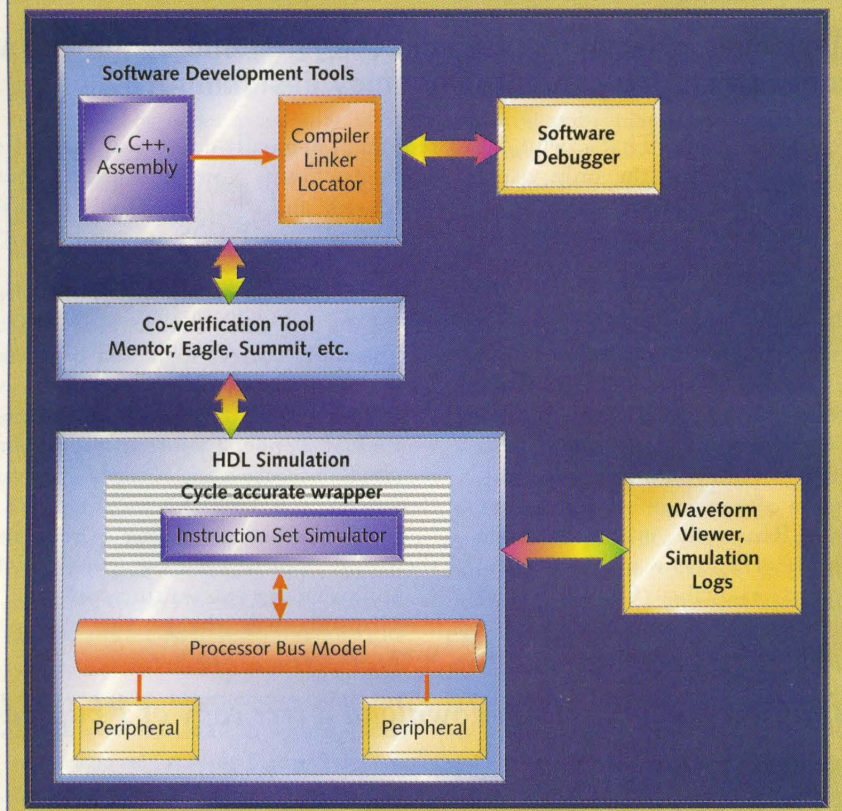 Software Development Tools
C, C++,
Assembly
Compiler
Linker
Locator
Software
Debugger
Co-verification Tool
Mentor, Eagle, Summit, etc.
HDL Simulation
Cycle accurate wrapper
Instruction Set Simulator
Waveform
Viewer,
Simulation
Logs
Processor Bus Model
Peripheral
Peripheral